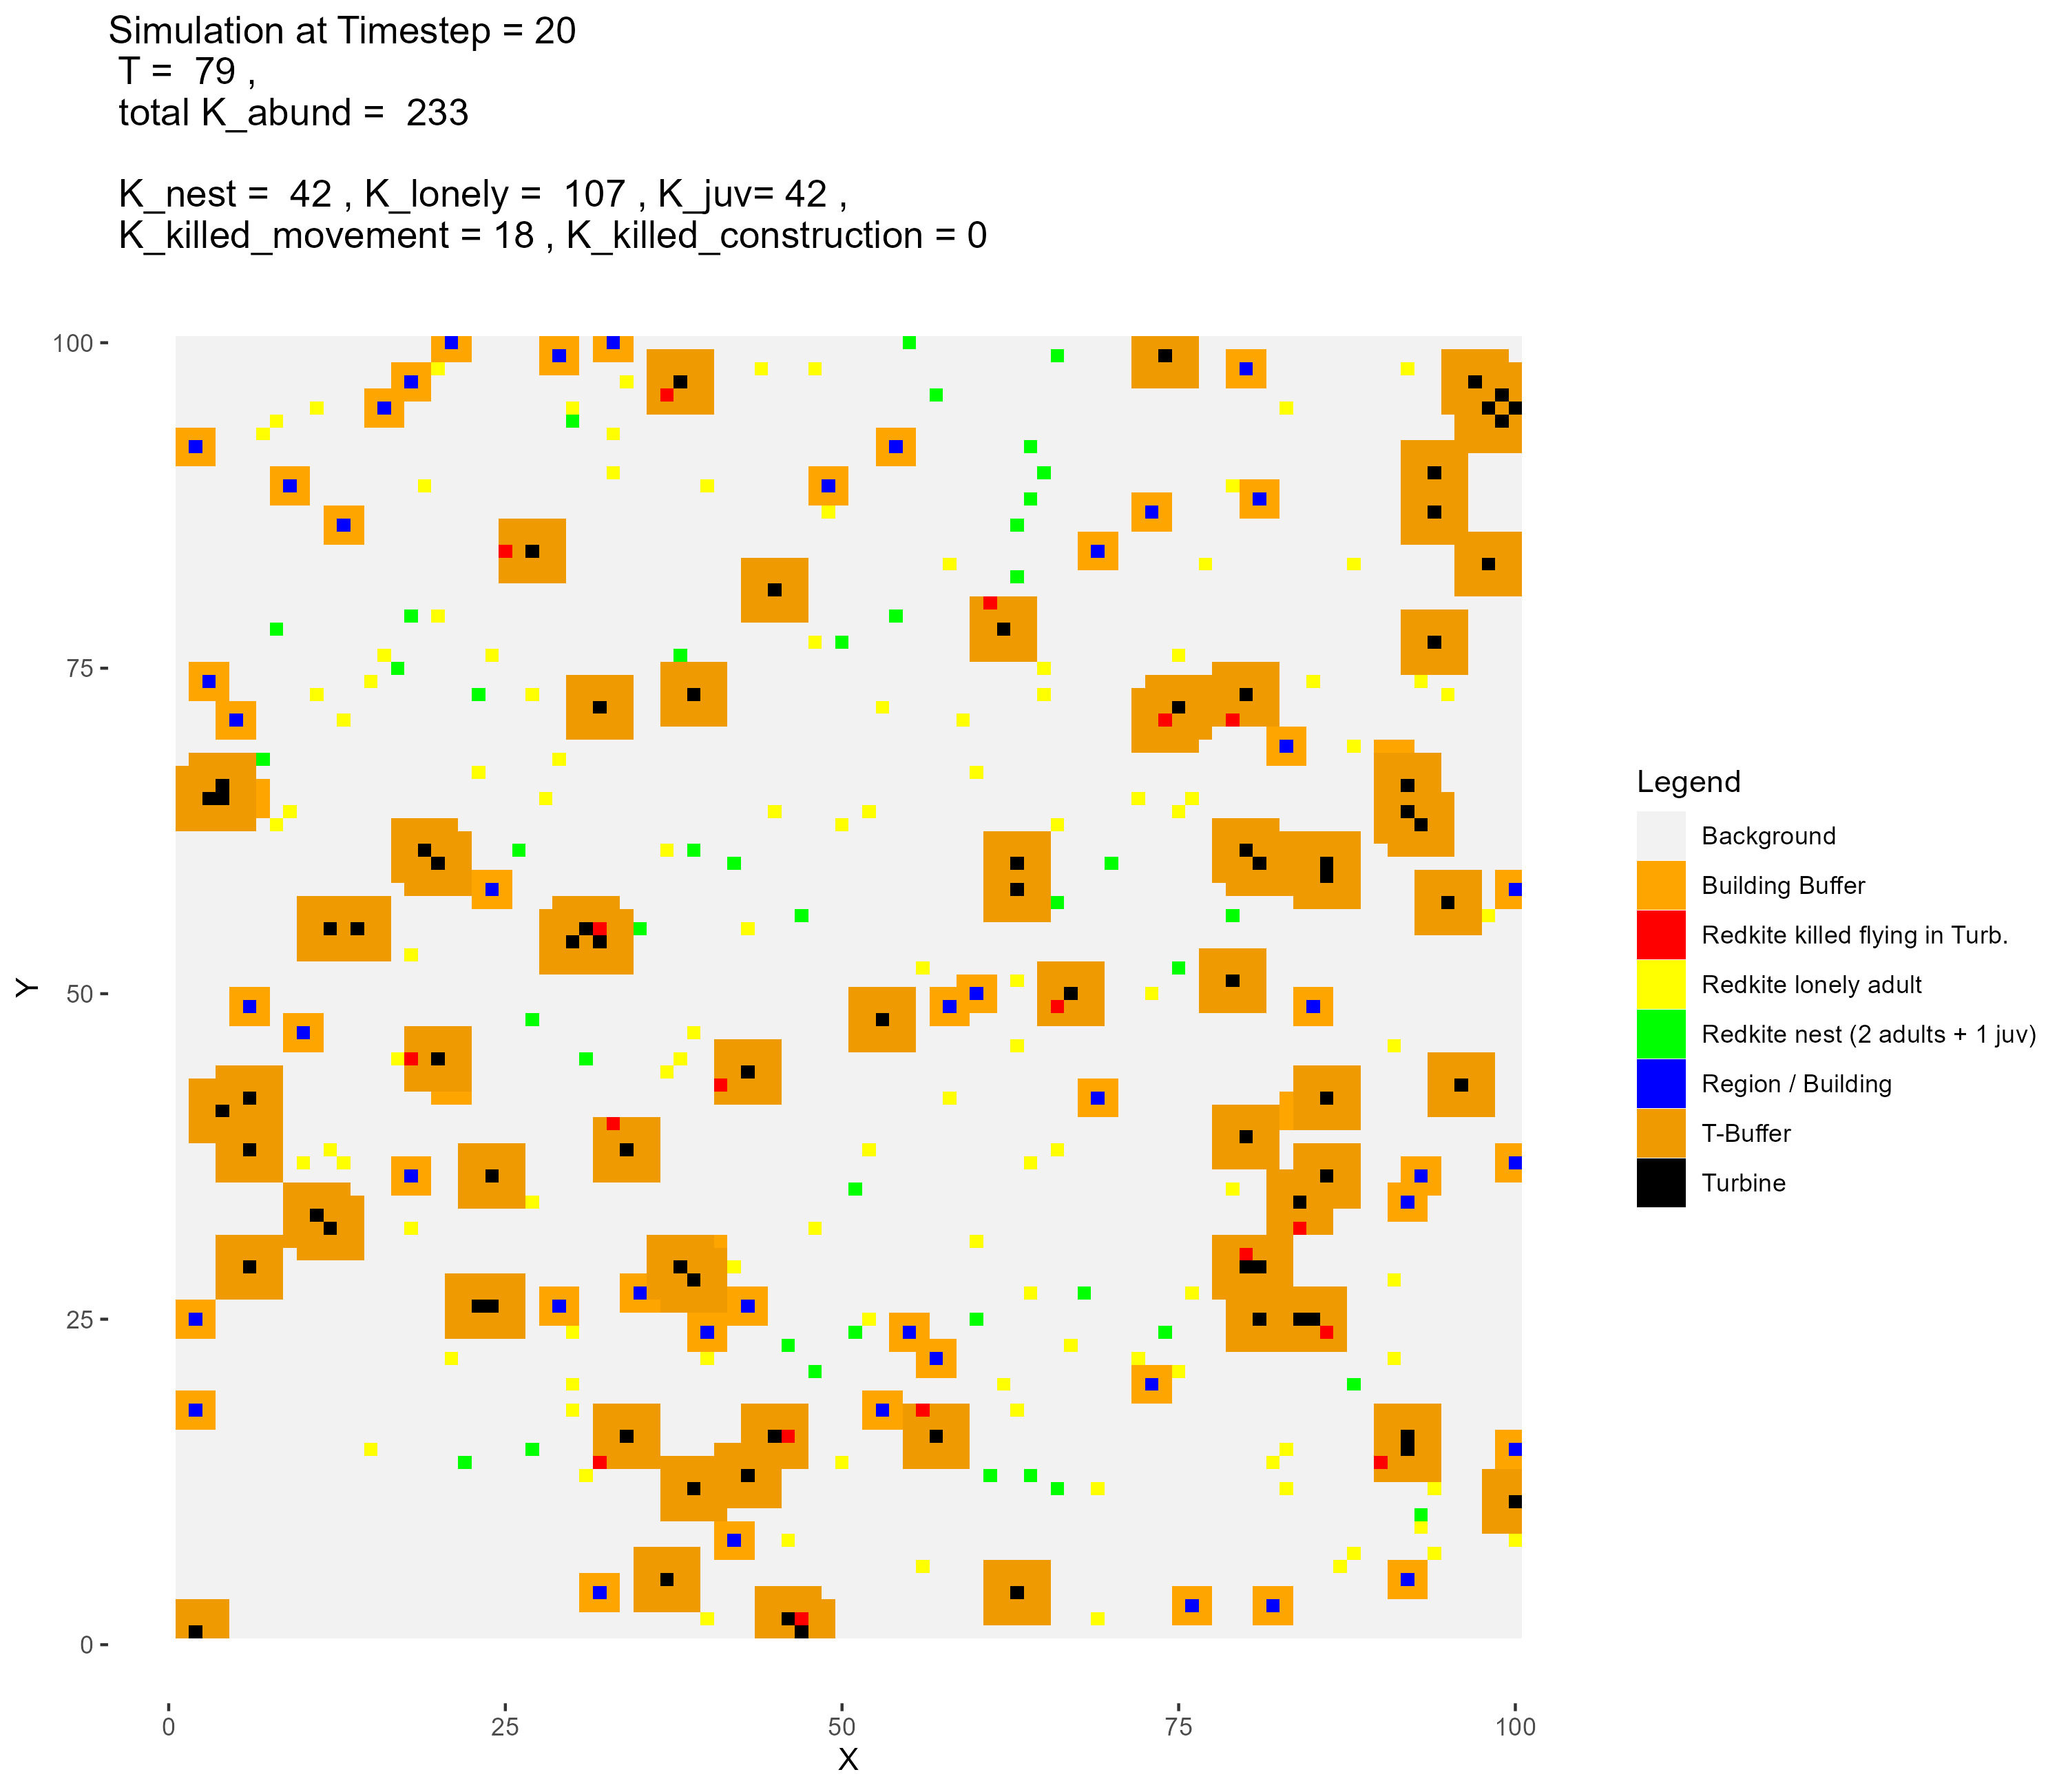 Simulation at Timestep = 20
T = 79 ,
total K_abund = 233
K_nest = 42 , K_lonely = 107 , K_juv= 42 ,
K_killed_movement = 18 , K_killed_construction = 0
100
75
50
25
0
Y
0 25 50 75 100
X
Legend
Background
Building Buffer
Redkite killed flying in Turb.
Redkite lonely adult
Redkite nest (2 adults + 1 juv)
Region / Building
T-Buffer
Turbine